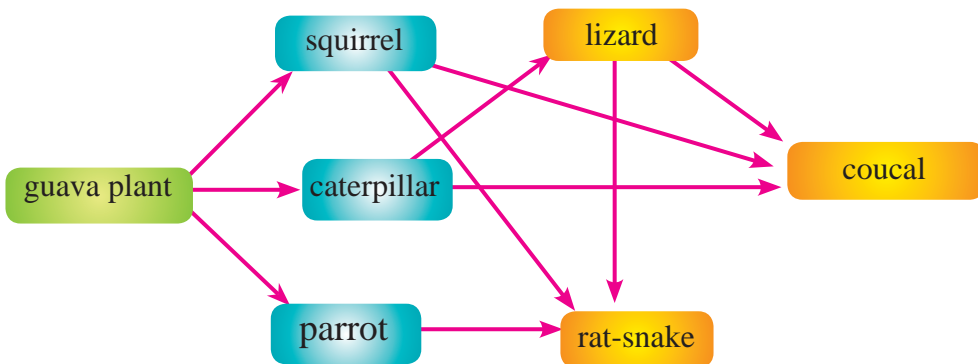 squirrel
lizard
guava plant
caterpillar
coucal
parrot
rat-snake